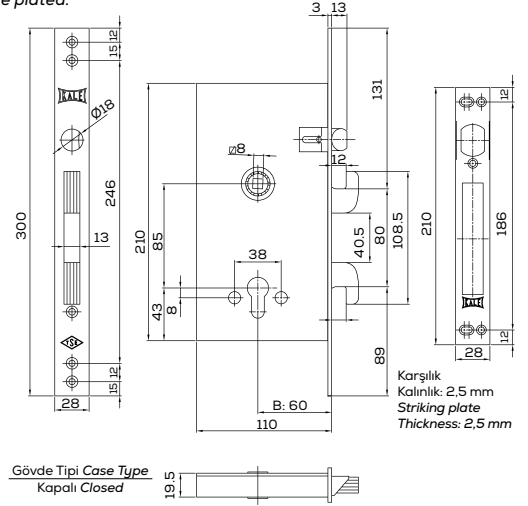 e plated.
3 13
12
15
KALE
Ø18
300
246
13
TSE
12
15
28
Ø8
210
85
43
38
8
B: 60
110
131
12
40.5
80
108.5
89
12
210
186
KALE
12
28
Karşılık
Kalınlık: 2,5 mm
Striking plate
Thickness: 2,5 mm
Gövde Tipi Case Type
Kapalı Closed
19.5